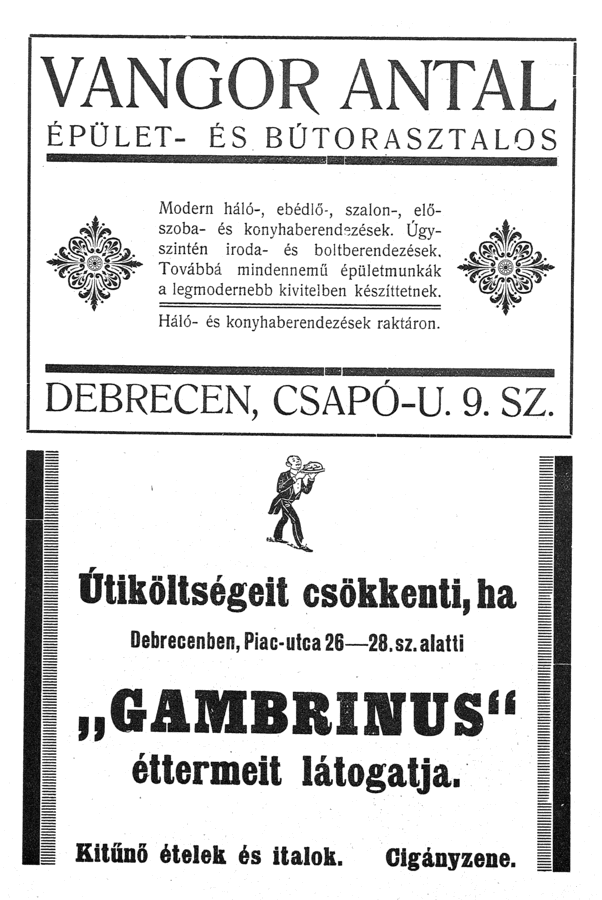 VANGOR ANTAL
ÉPÜLET- ÉS BÚTORASZTALOS
Modern háló-, ebédlő-, szalon-, elő-
szoba- és konyhaberendezések. Úgy-
szintén iroda- és boltberendezések.
Továbbá mindennemű épületmunkák
a legmodernebb kivitelben készíttetnek.
Háló- és konyhaberendezések raktáron.
DEBRECEN, CSAPÓ-U. 9. SZ.
Útiköltségeit csökkenti, ha
Debrecenben, Piac-utca 26—28. sz. alatti
„GAMBRINUS“
éttermeit látogatja.
Kitűnő ételek és italok. Cigányzene.